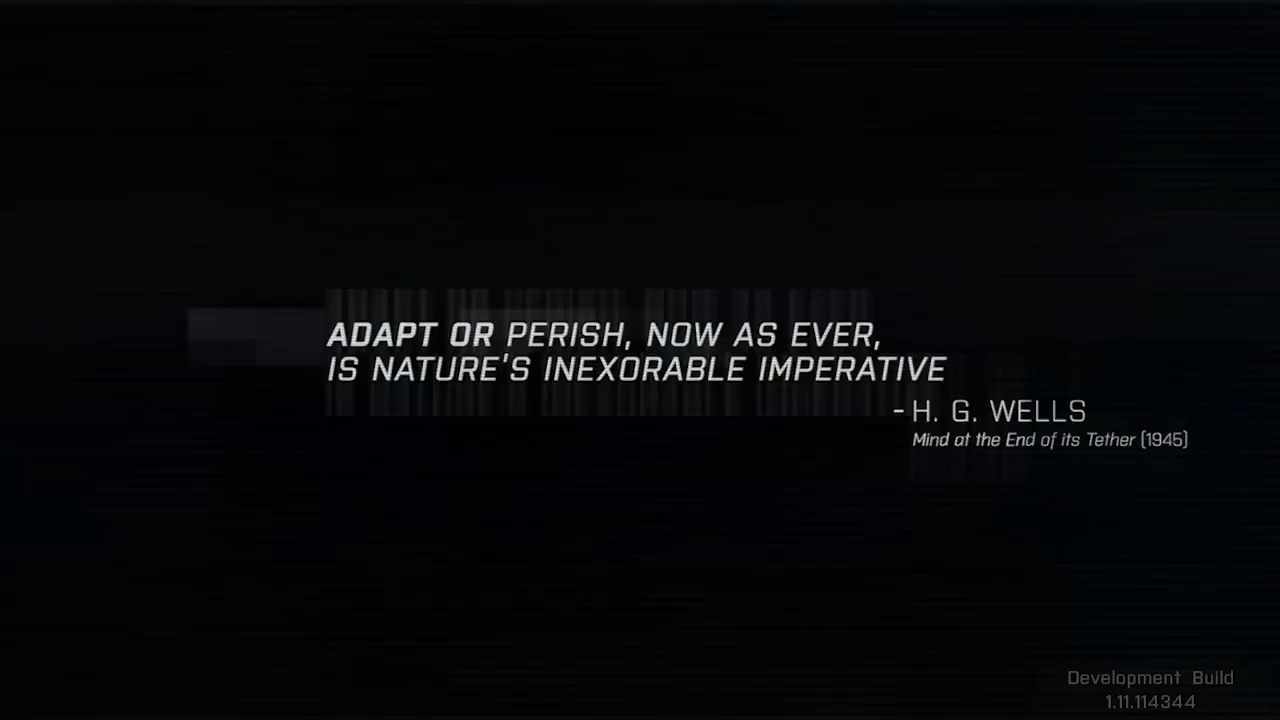 ADAPT OR PERISH, NOW AS EVER,
IS NATURE'S INEXORABLE IMPERATIVE
- H. G. WELLS
Mind at the End of its Tether (1945)
Development Build
1.11.114344